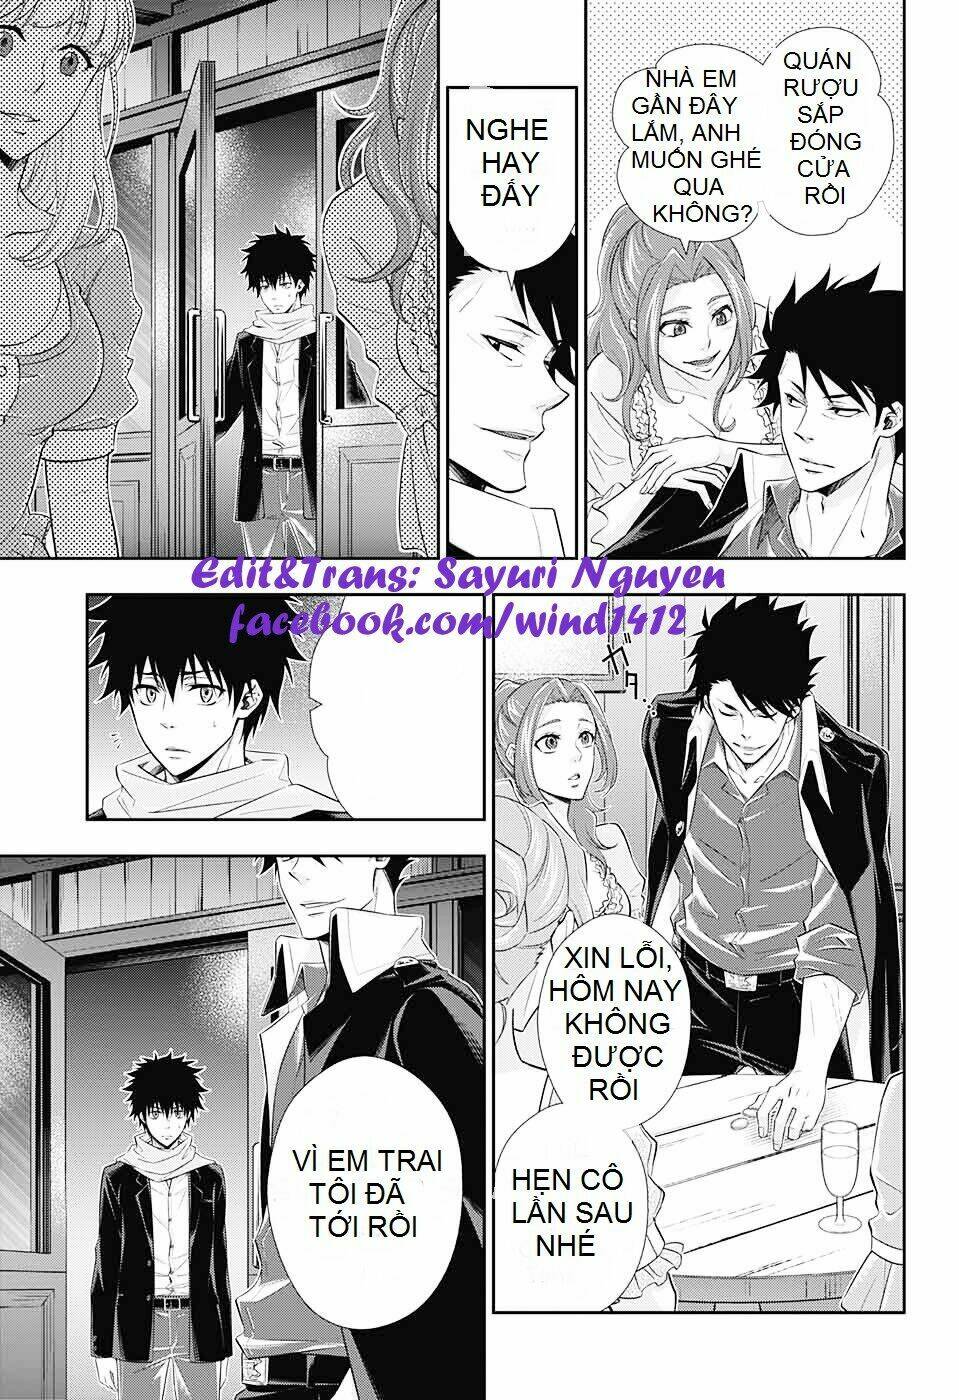 QUÁN
RƯỢU
SẮP
ĐÓNG
CỬA
RỒI
NHÀ EM
GẦN ĐÂY
LẮM, ANH
MUỐN GHÉ
QUA
KHÔNG?
NGHE
HAY
ĐẤY
Edit&Trans: Sayuri Nguyen
facebook.com/wind1412
ガタ
XIN LỖI,
HÔM NAY
KHÔNG
ĐƯỢC
RỒI
HẸN CÔ
LẦN SAU
NHÉ
VÌ EM TRAI
TÔI ĐÃ
TỚI RỒI